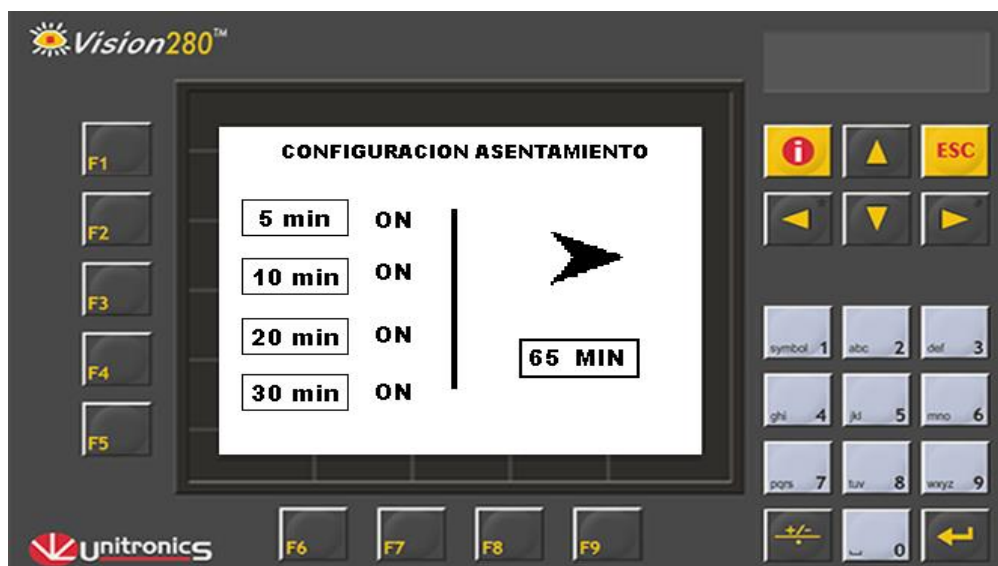 Vision280™
CONFIGURACION ASENTAMIENTO
5 min ON
10 min ON
20 min ON
30 min ON
65 MIN
F1
F2
F3
F4
F5
F6
F7
F8
F9
i
ESC
symbol 1
abc 2
def 3
ghi 4
jkl 5
mno 6
pqrs 7
tuv 8
wxyz 9
+/-
0
unitronics